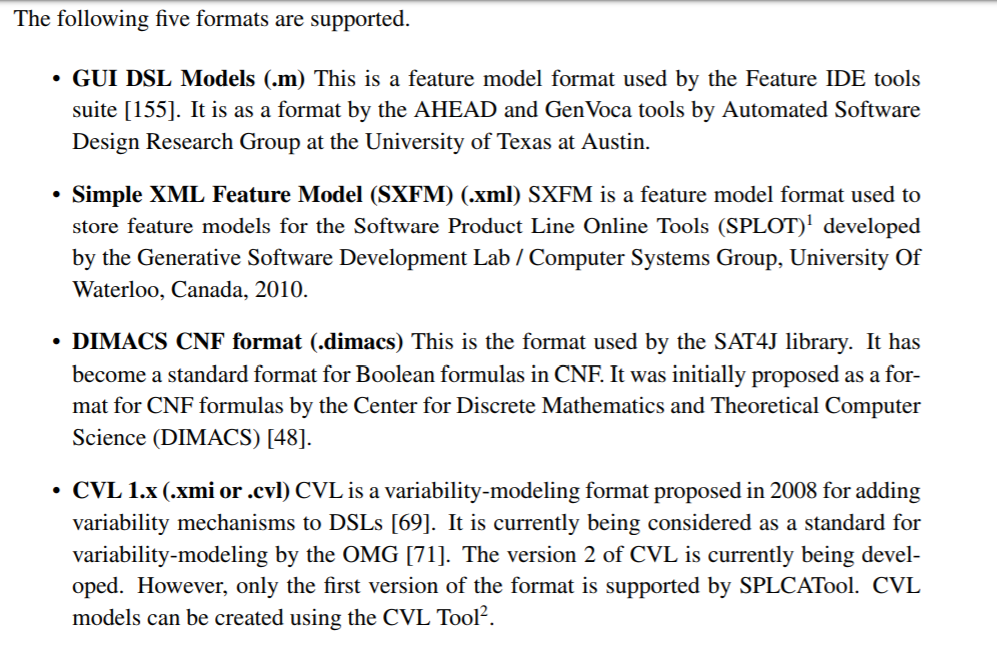 The following five formats are supported.
• GUI DSL Models (.m) This is a feature model format used by the Feature IDE tools
suite [155]. It is as a format by the AHEAD and GenVoca tools by Automated Software
Design Research Group at the University of Texas at Austin.
• Simple XML Feature Model (SXFM) (.xml) SXFM is a feature model format used to
store feature models for the Software Product Line Online Tools (SPLOT)¹ developed
by the Generative Software Development Lab / Computer Systems Group, University Of
Waterloo, Canada, 2010.
• DIMACS CNF format (.dimacs) This is the format used by the SAT4J library. It has
become a standard format for Boolean formulas in CNF. It was initially proposed as a for-
mat for CNF formulas by the Center for Discrete Mathematics and Theoretical Computer
Science (DIMACS) [48].
• CVL 1.x (.xmi or .cvl) CVL is a variability-modeling format proposed in 2008 for adding
variability mechanisms to DSLs [69]. It is currently being considered as a standard for
variability-modeling by the OMG [71]. The version 2 of CVL is currently being devel-
oped. However, only the first version of the format is supported by SPLCATool. CVL
models can be created using the CVL Tool².